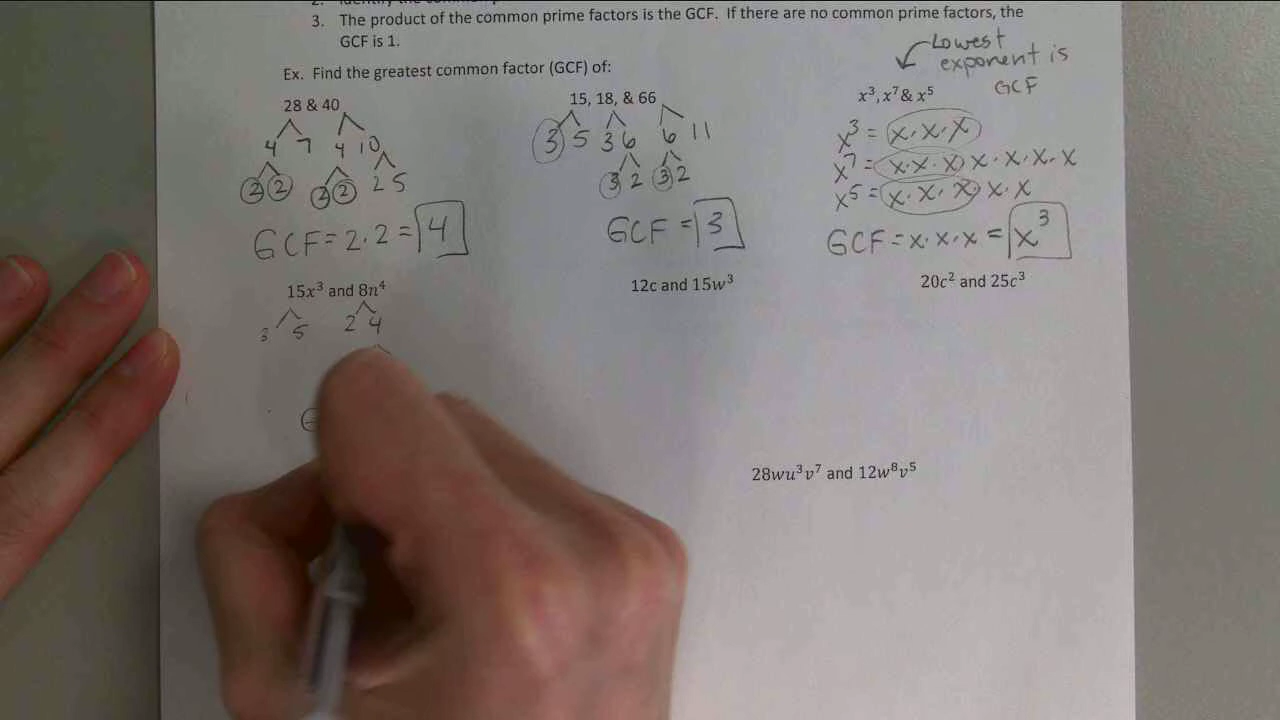 3. The product of the common prime factors is the GCF. If there are no common prime factors, the
GCF is 1.
Lowest
exponent is
GCF
Ex. Find the greatest common factor (GCF) of:
28 & 40
4 7 4 10
2 2 2 2 2 5
GCF = 2·2 = 4
15, 18, & 66
3 5 3 6 6 11
3 2 3 2
GCF = 3
x³, x⁷ & x⁵
x³ = x·x·x
x⁷ = x·x·x x·x·x·x
x⁵ = x·x·x x·x
GCF = x·x·x = x³
15x³ and 8n⁴
3 5 2 4
12c and 15w³
20c² and 25c³
28wu³v⁷ and 12w⁸v⁵